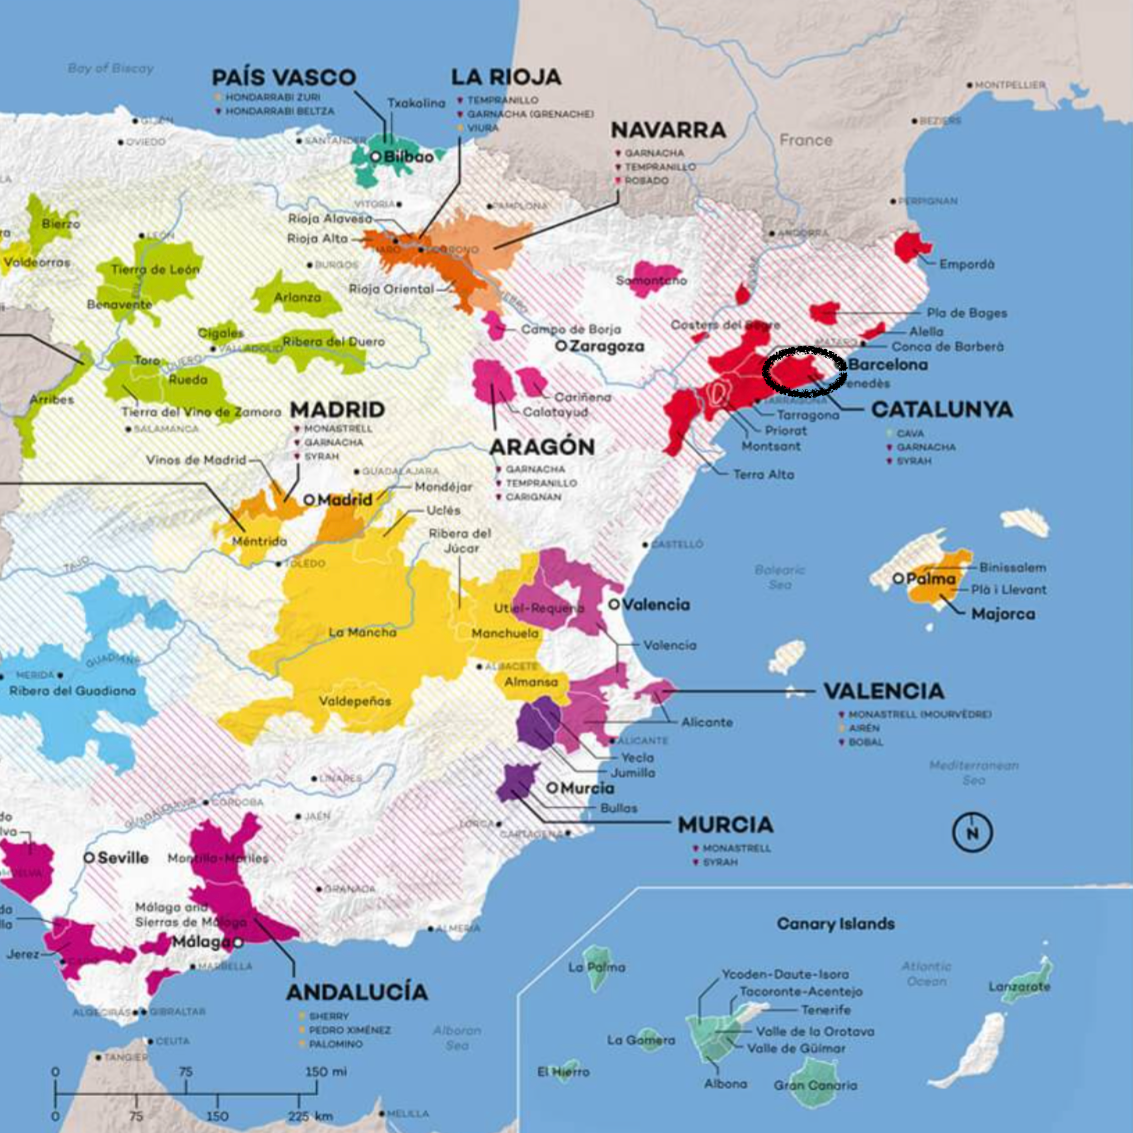 Bay of Biscay
PAÍS VASCO
HONDARRABI ZURI
HONDARRABI BELTZA
Txakolina
LA RIOJA
TEMPRANILLO
GARNACHA (GRENACHE)
VIURA
NAVARRA
GARNACHA
TEMPRANILLO
ROSADO
MONTPELLIER
BEZIERS
France
PERPIGNAN
ANDORRA
OVIEDO
SANTANDER
Bilbao
VITORIA
PAMPLONA
Bierzo
Valdeorras
LEÓN
Tierra de León
Benavente
BURGOS
Arlanza
Rioja Alavesa
Rioja Alta
HARO
LOGROÑO
Rioja Oriental
EBRO
Somontano
Empordà
Costers del Segre
Pla de Bages
Alella
Conca de Barberà
MATARO
Barcelona
enedès
Campo de Borja
Zaragoza
Cigales
VALLADOLID
Ribera del Duero
Toro
DUERO
Rueda
Arribes
Tierra del Vino de Zamora
SALAMANCA
Cariñena
Calatayud
CATALUNYA
CAVA
GARNACHA
SYRAH
TARRAGONA
Tarragona
Priorat
Montsant
Terra Alta
MADRID
MONASTRELL
GARNACHA
SYRAH
ARAGÓN
GARNACHA
TEMPRANILLO
CARIGNAN
Vinos de Madrid
GUADALAJARA
Mondéjar
Madrid
Uclés
Méntrida
Ribera del
Júcar
TOLEDO
TAJO
CASTELLÓ
Balearic
Sea
Palma
Binissalem
Plà i Llevant
Majorca
Utiel-Requena
Valencia
La Mancha
Manchuela
Valencia
MERIDA
GUADIANA
Ribera del Guadiana
ALBACETE
Almansa
Valdepeñas
VALENCIA
MONASTRELL (MOURVÈDRE)
AIRÉN
BOBAL
Alicante
ALICANTE
Yecla
Jumilla
Mediterranean
Sea
LINARES
Murcia
Bullas
GUADALQUIVIR
CÓRDOBA
JAÉN
LORCA
CARTAGENA
MURCIA
MONASTRELL
SYRAH
N
Seville
Montilla-Moriles
HUELVA
GRANADA
Málaga and
Sierras de Málaga
Málaga
ALMERIA
Jerez
CADIZ
MARBELLA
ANDALUCÍA
SHERRY
PEDRO XIMÉNEZ
PALOMINO
ALGECIRAS
GIBRALTAR
CEUTA
TANGIER
Alboran
Sea
MELILLA
0
75
150 mi
0
75
150
225 km
Canary Islands
La Palma
Ycoden-Daute-Isora
Tacoronte-Acentejo
Tenerife
Atlantic
Ocean
Lanzarote
La Gomera
Valle de la Orotava
Valle de Güímar
El Hierro
Albona
Gran Canaria